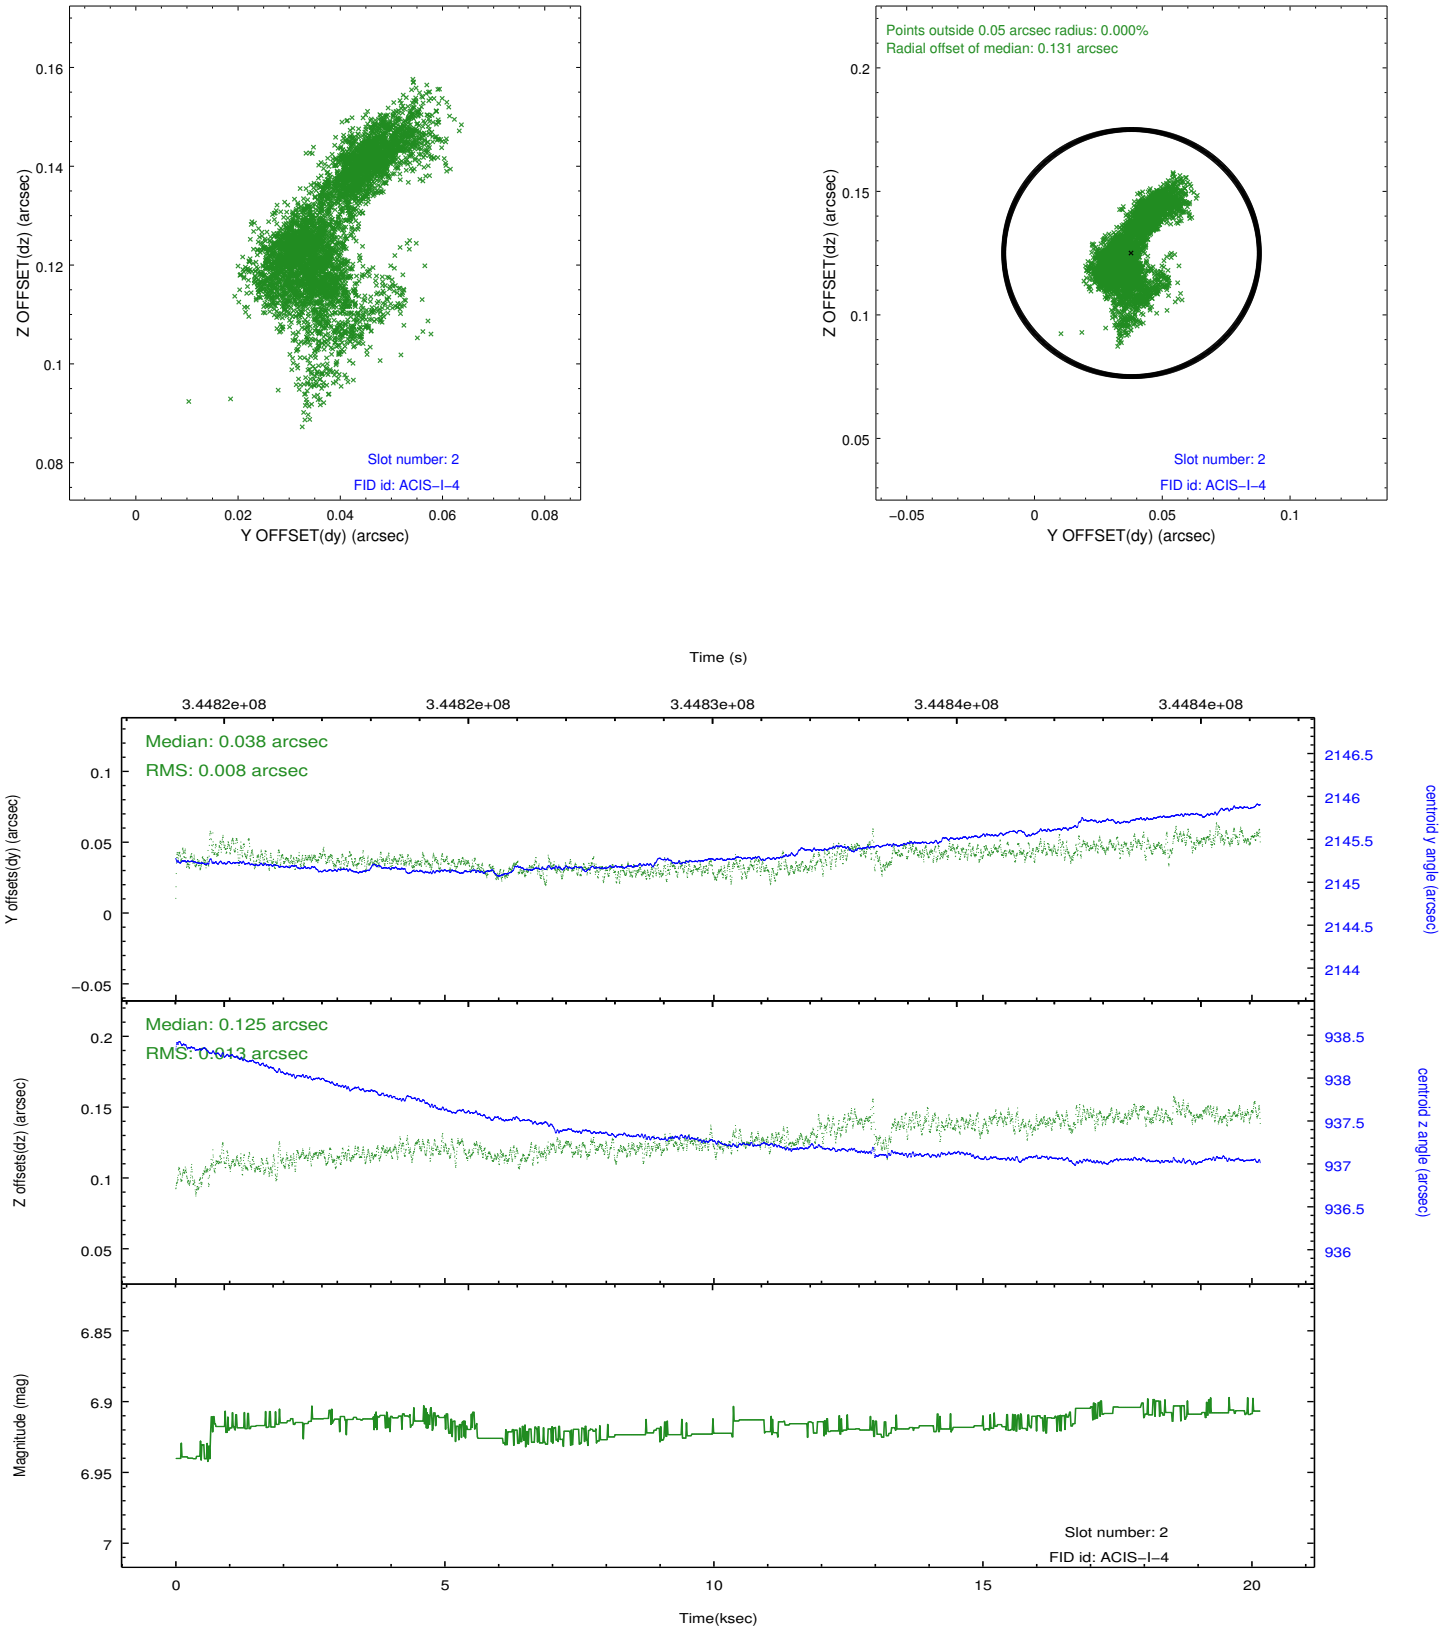 0.16
0.14
0.12
0.1
0.08
Z OFFSET(dz) (arcsec)
0
0.02
0.04
0.06
0.08
Y OFFSET(dy) (arcsec)
Slot number: 2
FID id: ACIS−I−4
Points outside 0.05 arcsec radius: 0.000%
Radial offset of median: 0.131 arcsec
0.2
0.15
0.1
0.05
Z OFFSET(dz) (arcsec)
−0.05
0
0.05
0.1
Y OFFSET(dy) (arcsec)
Slot number: 2
FID id: ACIS−I−4
Time (s)
3.4482e+08
3.4482e+08
3.4483e+08
3.4484e+08
3.4484e+08
Median: 0.038 arcsec
RMS: 0.008 arcsec
0.1
0.05
0
−0.05
Y offsets(dy) (arcsec)
2146.5
2146
2145.5
2145
2144.5
2144
centroid y angle (arcsec)
Median: 0.125 arcsec
RMS: 0.013 arcsec
0.2
0.15
0.1
0.05
Z offsets(dz) (arcsec)
938.5
938
937.5
937
936.5
936
centroid z angle (arcsec)
6.85
6.9
6.95
7
Magnitude (mag)
Slot number: 2
FID id: ACIS−I−4
0
5
10
15
20
Time(ksec)